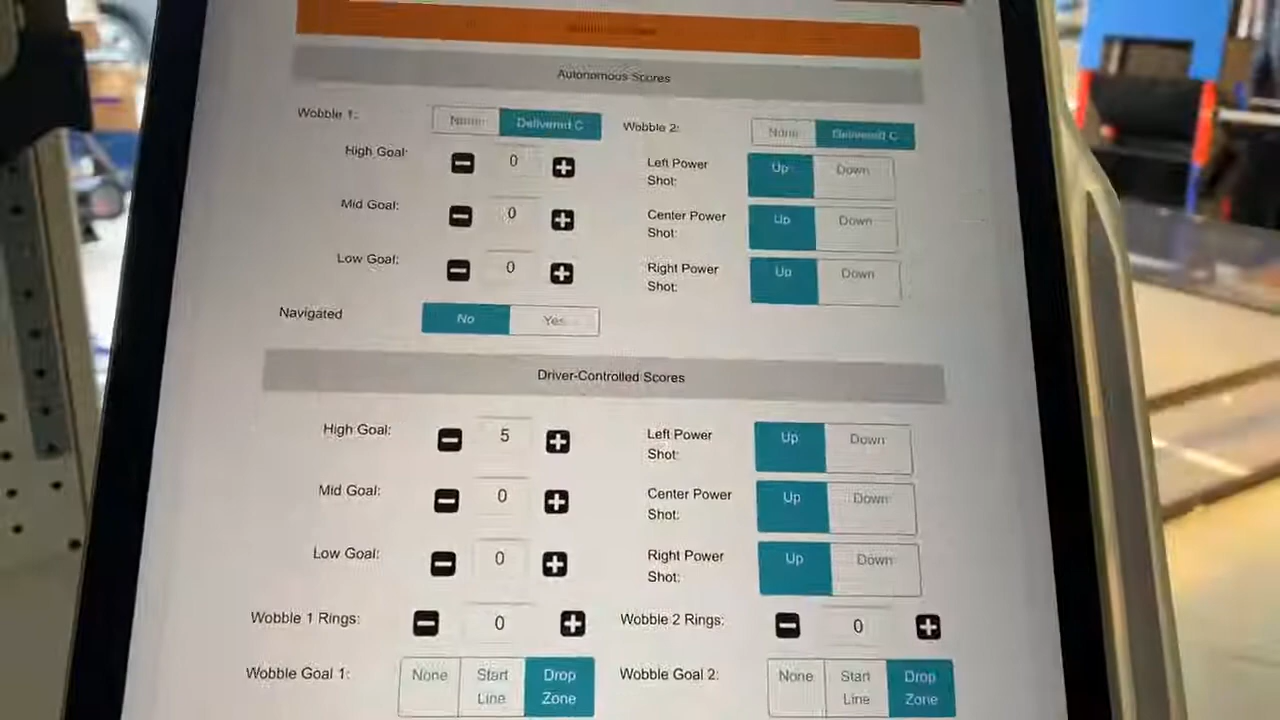 Autonomous Scores
Wobble 1: None Delivered C Wobble 2: None Delivered C
High Goal: 0 Left Power Shot: Up Down
Mid Goal: 0 Center Power Shot: Up Down
Low Goal: 0 Right Power Shot: Up Down
Navigated No Yes
Driver-Controlled Scores
High Goal: 5 Left Power Shot: Up Down
Mid Goal: 0 Center Power Shot: Up Down
Low Goal: 0 Right Power Shot: Up Down
Wobble 1 Rings: 0 Wobble 2 Rings: 0
Wobble Goal 1: None Start Line Drop Zone Wobble Goal 2: None Start Line Drop Zone